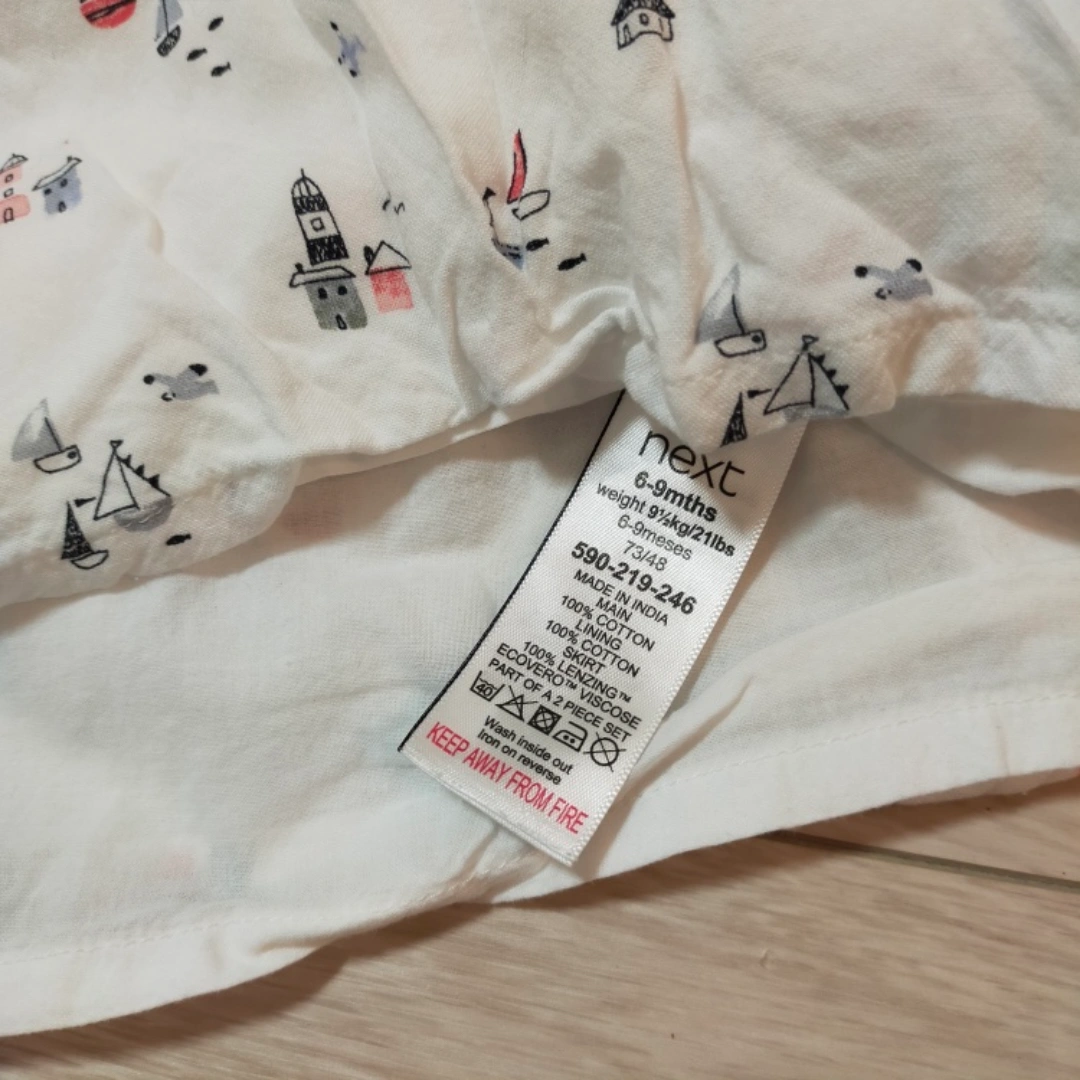 next
6-9mths
weight 9½kg/21lbs
6-9meses
73/48
590-219-246
MADE IN INDIA
MAIN
100% COTTON
LINING
100% COTTON
SKIRT
100% LENZING™
ECOVERO™ VISCOSE
PART OF A 2 PIECE SET
40
Wash inside out
Iron on reverse
KEEP AWAY FROM FIRE